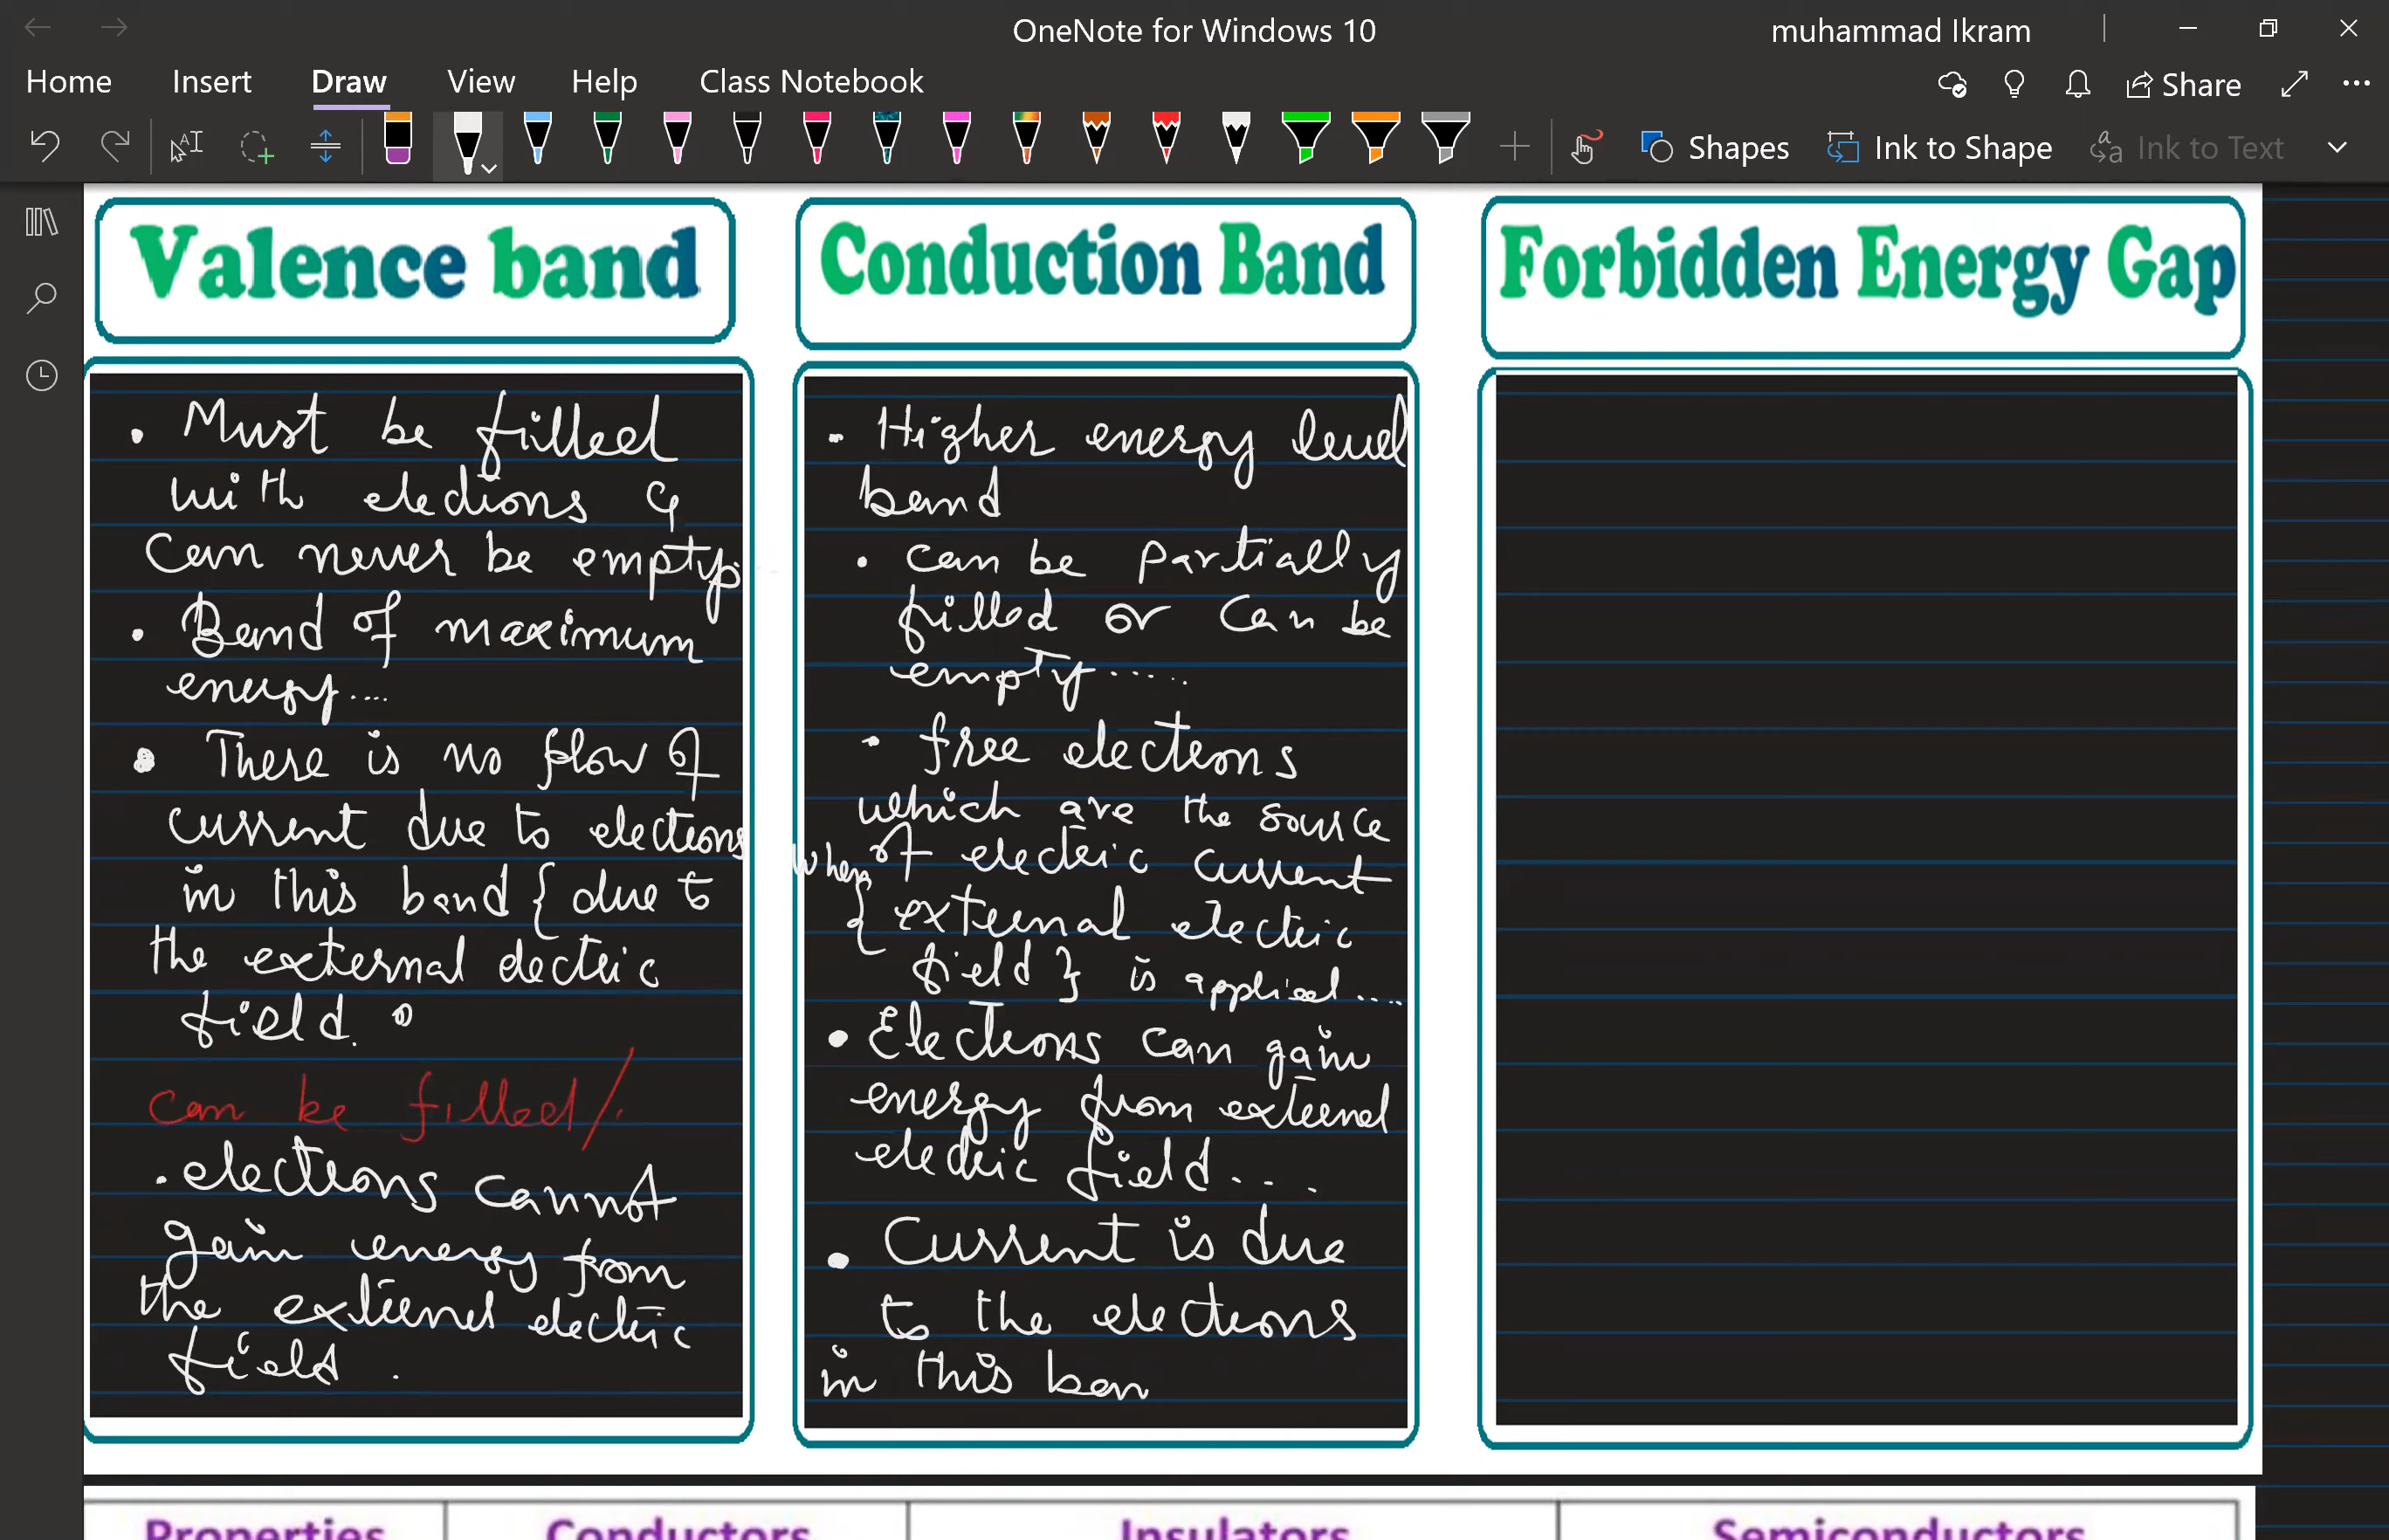 OneNote for Windows 10
muhammad Ikram
Home Insert Draw View Help Class Notebook
Share
Shapes Ink to Shape Ink to Text
Valence band
• Must be filled
with electrons &
Can never be empty
• Band of maximum
energy....
• There is no flow of
current due to electrons
in this band { due to
the external electric
field.
Can be filled/.
• electrons cannot
gain energy from
the external electric
field.
Conduction Band
• Higher energy level
band
• can be partially
filled or can be
empty.....
• free electrons
which are the source
of electric current
when
{ external electric
field } is applied....
• Electrons can gain
energy from external
electric field....
• Current is due
to the electrons
in this ban
Forbidden Energy Gap
Properties Conductors Insulators Semiconductors